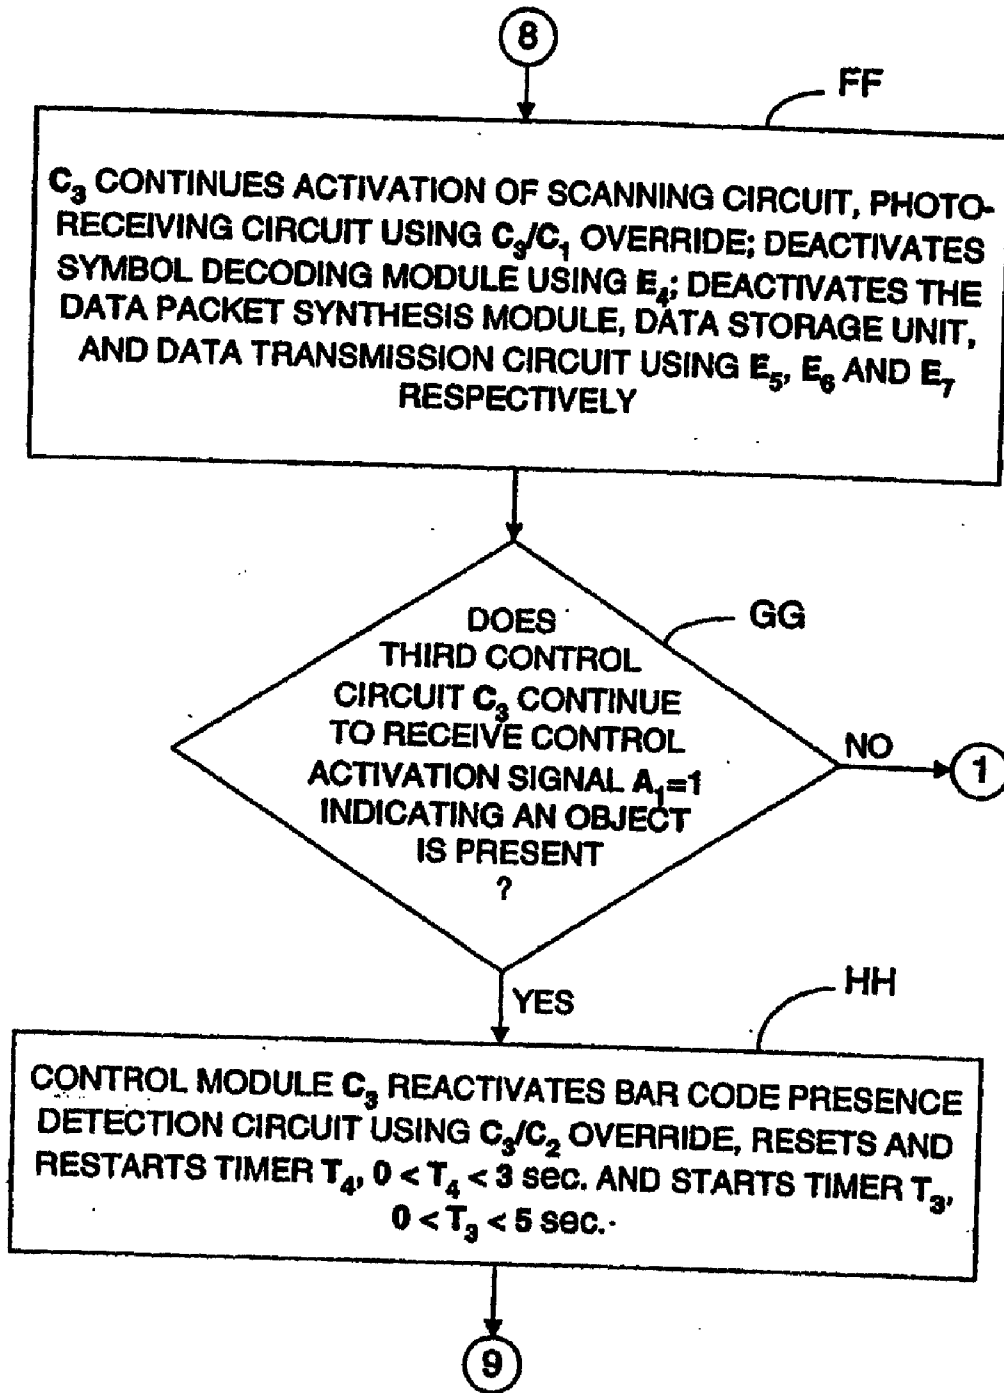 8
FF
C₃ CONTINUES ACTIVATION OF SCANNING CIRCUIT, PHOTO-
RECEIVING CIRCUIT USING C₃/C₁ OVERRIDE; DEACTIVATES
SYMBOL DECODING MODULE USING E₄; DEACTIVATES THE
DATA PACKET SYNTHESIS MODULE, DATA STORAGE UNIT,
AND DATA TRANSMISSION CIRCUIT USING E₅, E₆ AND E₇
RESPECTIVELY
GG
DOES
THIRD CONTROL
CIRCUIT C₃ CONTINUE
TO RECEIVE CONTROL
ACTIVATION SIGNAL A₁=1
INDICATING AN OBJECT
IS PRESENT
?
NO
1
YES
HH
CONTROL MODULE C₃ REACTIVATES BAR CODE PRESENCE
DETECTION CIRCUIT USING C₃/C₂ OVERRIDE, RESETS AND
RESTARTS TIMER T₄, 0 < T₄ < 3 sec. AND STARTS TIMER T₃,
0 < T₃ < 5 sec.
9